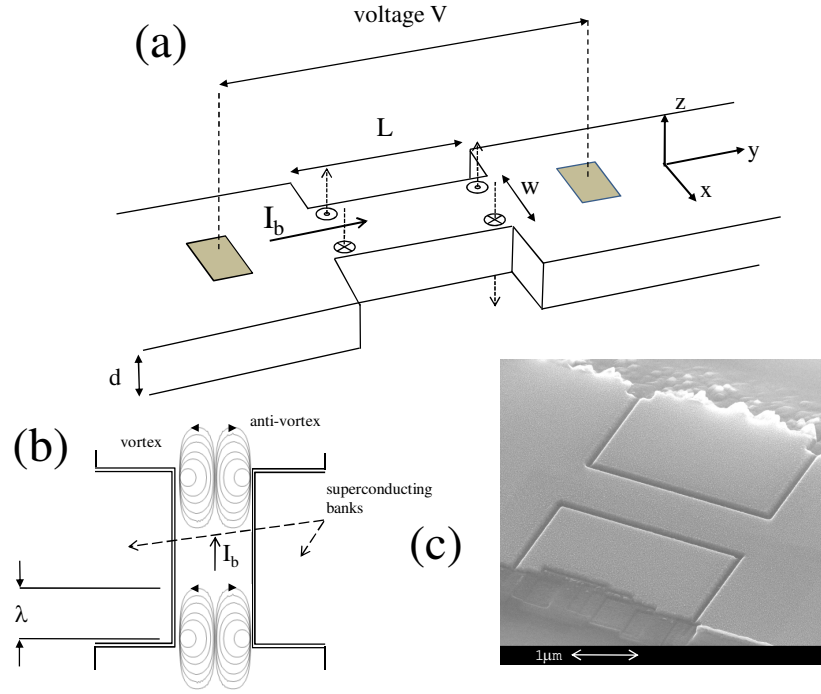 voltage V
(a)
z
L
y
w
x
I_b
d
(b)
vortex
anti-vortex
superconducting
banks
I_b
λ
(c)
1μm